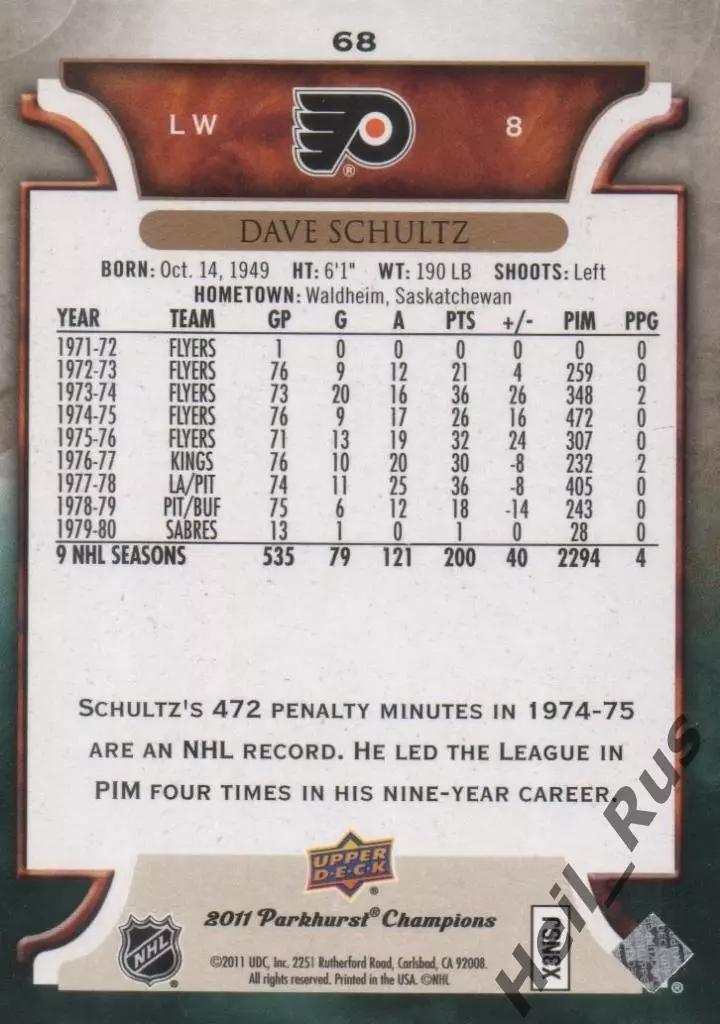 68
LW 8
DAVE SCHULTZ
BORN: Oct. 14, 1949 HT: 6'1" WT: 190 LB SHOOTS: Left
HOMETOWN: Waldheim, Saskatchewan
YEAR TEAM GP G A PTS +/- PIM PPG
1971-72 FLYERS 1 0 0 0 0 0 0
1972-73 FLYERS 76 9 12 21 4 259 0
1973-74 FLYERS 73 20 16 36 26 348 2
1974-75 FLYERS 76 9 17 26 16 472 0
1975-76 FLYERS 71 13 19 32 24 307 0
1976-77 KINGS 76 10 20 30 -8 232 2
1977-78 LA/PIT 74 11 25 36 -8 405 0
1978-79 PIT/BUF 75 6 12 18 -14 243 0
1979-80 SABRES 13 1 0 1 0 28 0
9 NHL SEASONS 535 79 121 200 40 2294 4
SCHULTZ'S 472 PENALTY MINUTES IN 1974-75
ARE AN NHL RECORD. HE LED THE LEAGUE IN
PIM FOUR TIMES IN HIS NINE-YEAR CAREER.
UPPER
D·E·C·K
®
2011 Parkhurst® Champions
NHL
©2011 UDC, Inc. 2251 Rutherford Road, Carlsbad, CA 92008.
All rights reserved. Printed in the USA. ©NHL
X3NGJ
Heil_Rus